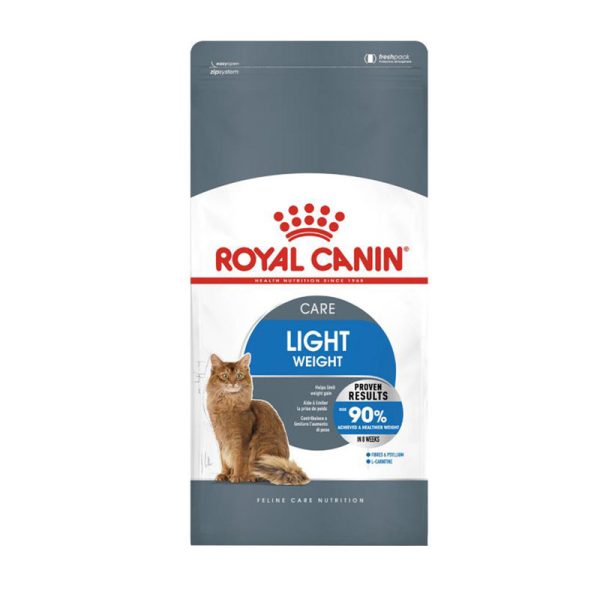 easyopen
zipsystem
freshpack
ROYAL CANIN®
HEALTH NUTRITION SINCE 1968
CARE
LIGHT
WEIGHT
Helps limit
weight gain
Aide à limiter
la prise de poids
Contribuisce a
limitare l'aumento
di peso
PROVEN
RESULTS
90%
ACHIEVED A HEALTHIER WEIGHT
IN 8 WEEKS
FIBRES & PSYLLIUM
L-CARNITINE
FELINE CARE NUTRITION